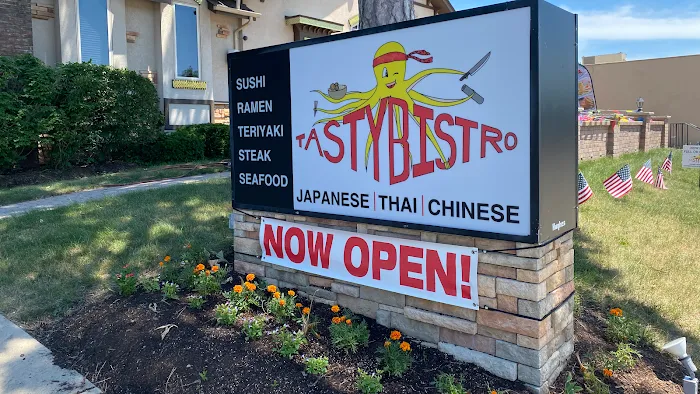 SUSHI
RAMEN
TERIYAKI
STEAK
SEAFOOD
TASTYBISTRO
JAPANESE | THAI | CHINESE
NOW OPEN!